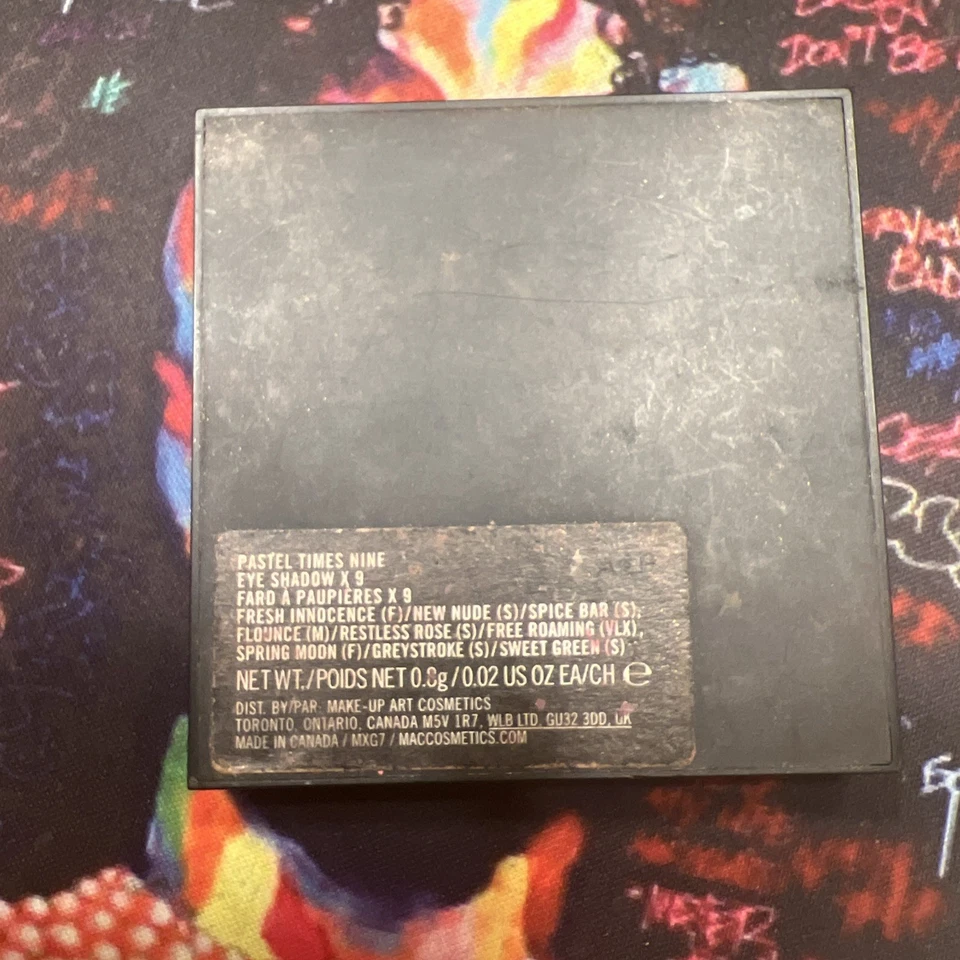 DON'T BE
PASTEL TIMES NINE
EYE SHADOW X 9
FARD À PAUPIÈRES X 9
FRESH INNOCENCE (F)/NEW NUDE (S)/SPICE BAR (S),
FLOUNCE (M)/RESTLESS ROSE (S)/FREE ROAMING (VLX),
SPRING MOON (F)/GREYSTROKE (S)/SWEET GREEN (S)
NET WT./POIDS NET 0.8g/0.02 US OZ EA/CH ℮
DIST. BY/PAR: MAKE-UP ART COSMETICS
TORONTO, ONTARIO, CANADA M5V 1R7, WLB LTD, GU32 3DD, UK
MADE IN CANADA / MXG7 / MACCOSMETICS.COM